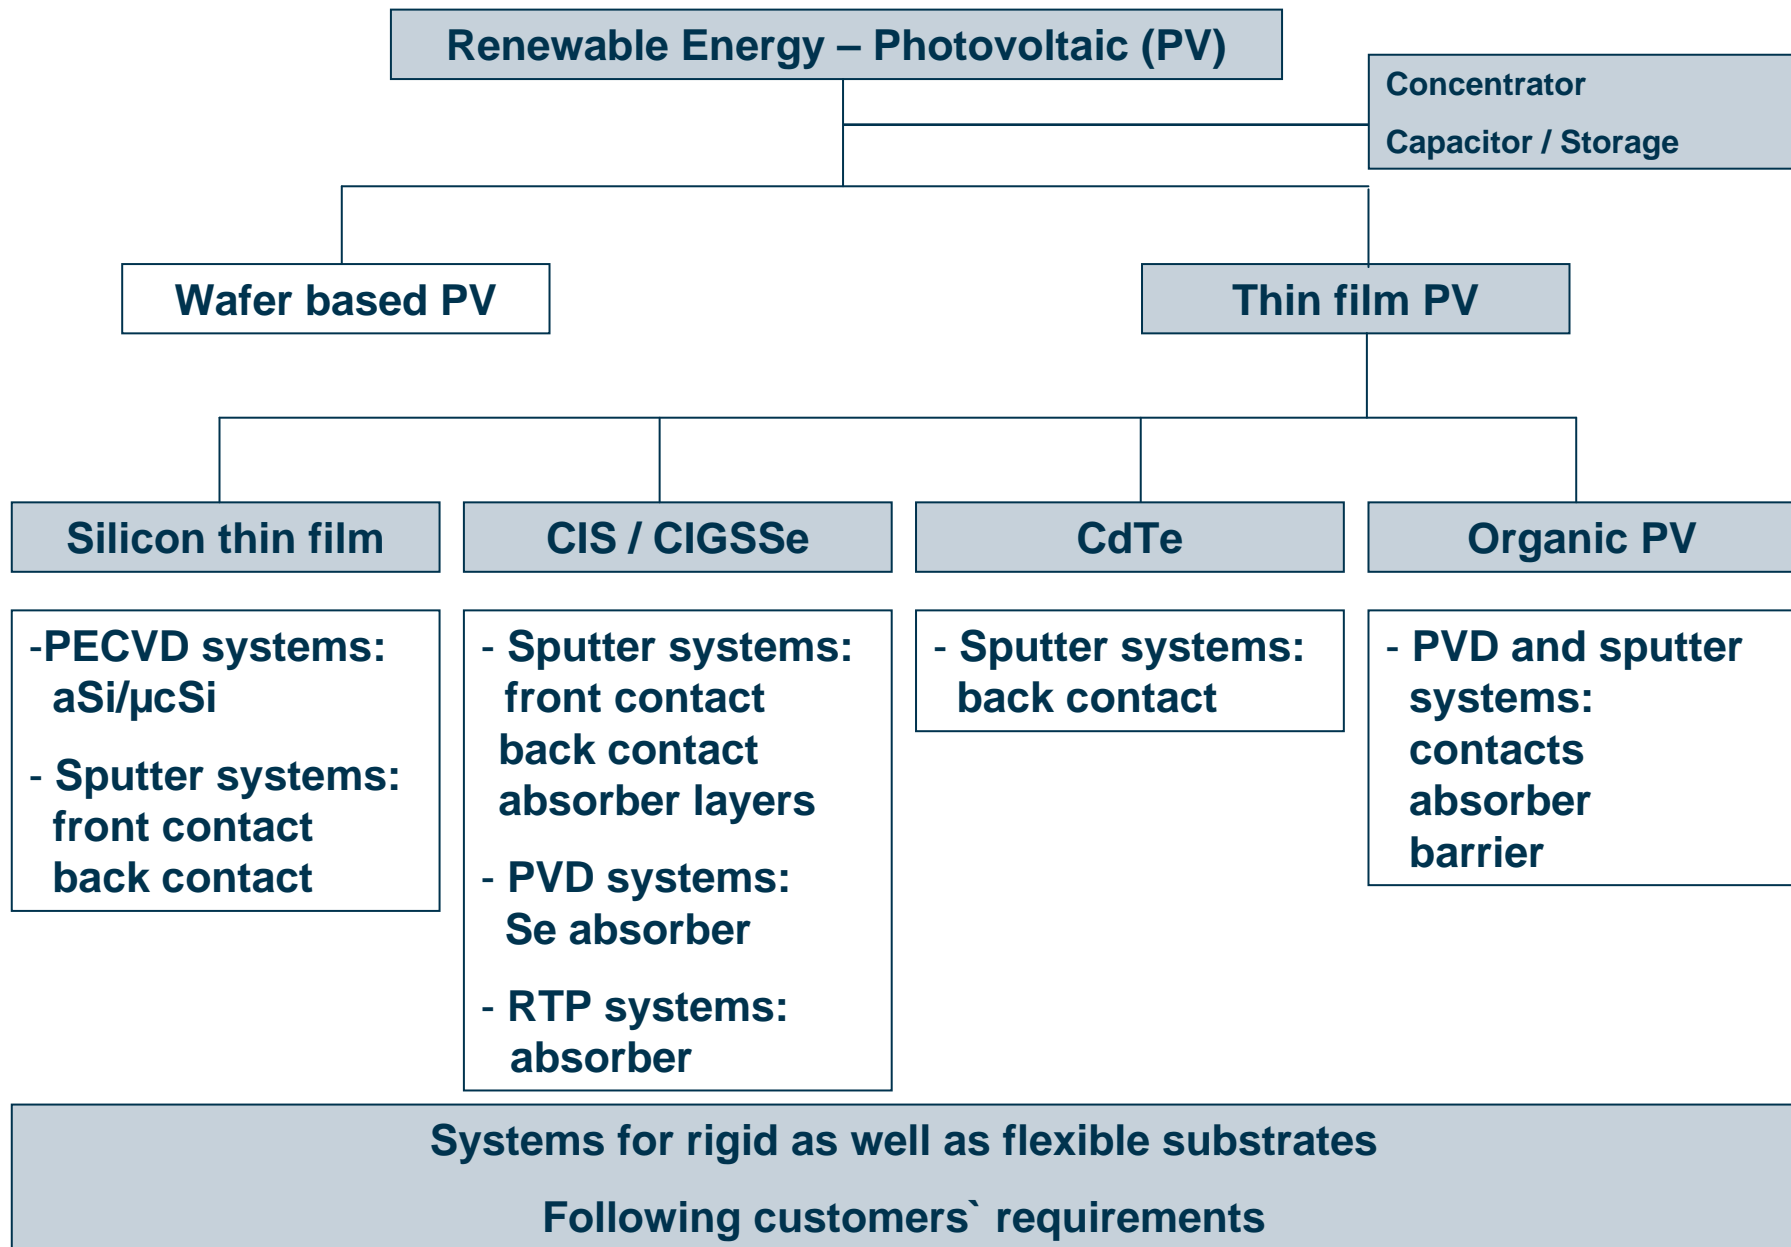 Renewable Energy – Photovoltaic (PV)
Concentrator
Capacitor / Storage
Wafer based PV
Thin film PV
Silicon thin film
CIS / CIGSSe
CdTe
Organic PV
-PECVD systems:
aSi/µcSi
- Sputter systems:
front contact
back contact
- Sputter systems:
front contact
back contact
absorber layers
- PVD systems:
Se absorber
- RTP systems:
absorber
- Sputter systems:
back contact
- PVD and sputter
systems:
contacts
absorber
barrier
Systems for rigid as well as flexible substrates
Following customers` requirements